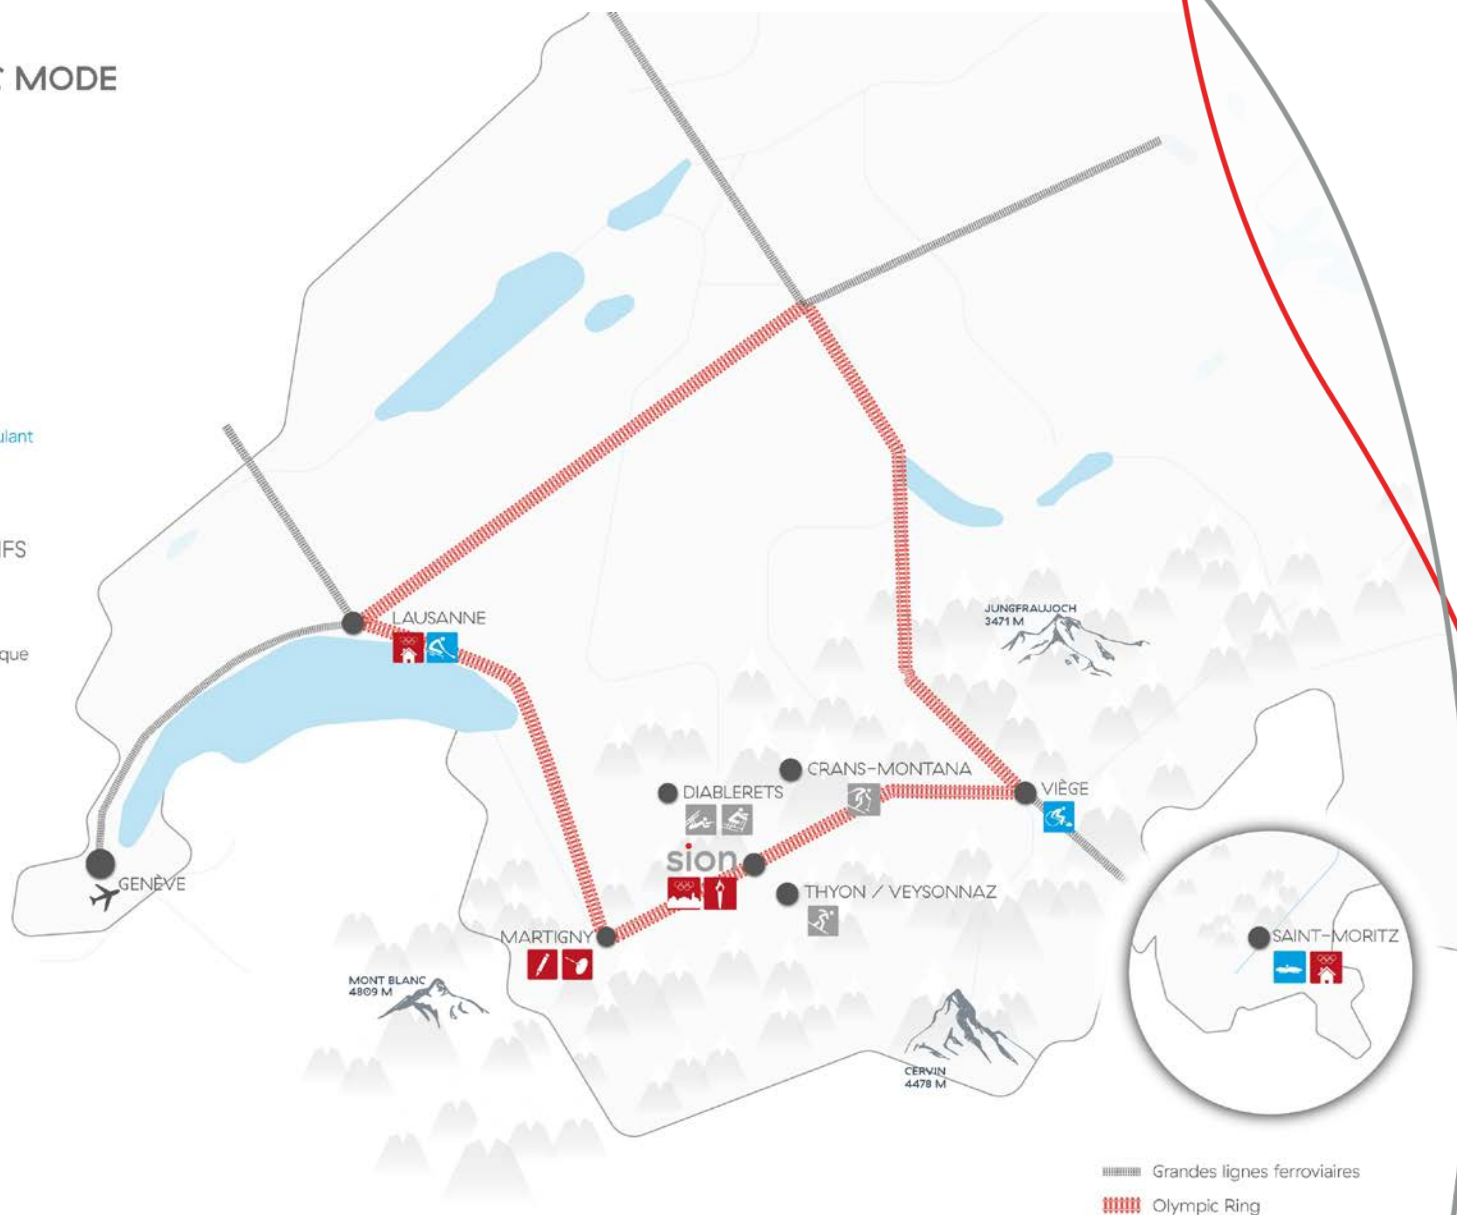 MODE
ulant
IFS
que
LAUSANNE
JUNGFRAUJOCH
3471 M
CRANS-MONTANA
DIABLERETS
VIÈGE
sion
GENÈVE
THYON / VEYSONNAZ
MARTIGNY
SAINT-MORITZ
MONT BLANC
4809 M
CERVIN
4478 M
Grandes lignes ferroviaires
Olympic Ring